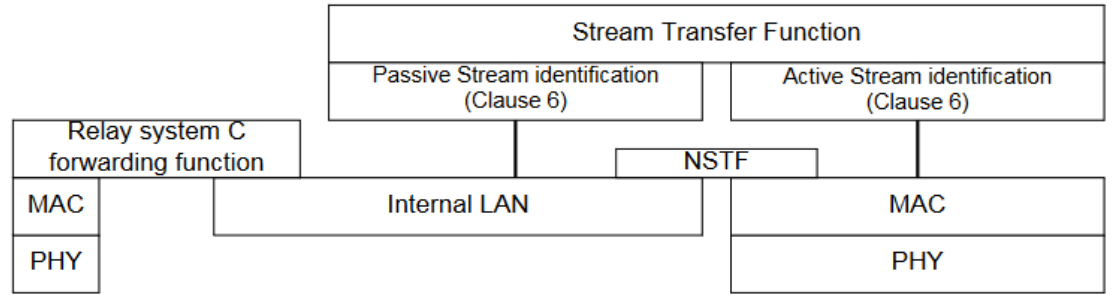 Stream Transfer Function
Passive Stream identification
(Clause 6)
Active Stream identification
(Clause 6)
Relay system C
forwarding function
NSTF
MAC
Internal LAN
MAC
PHY
PHY